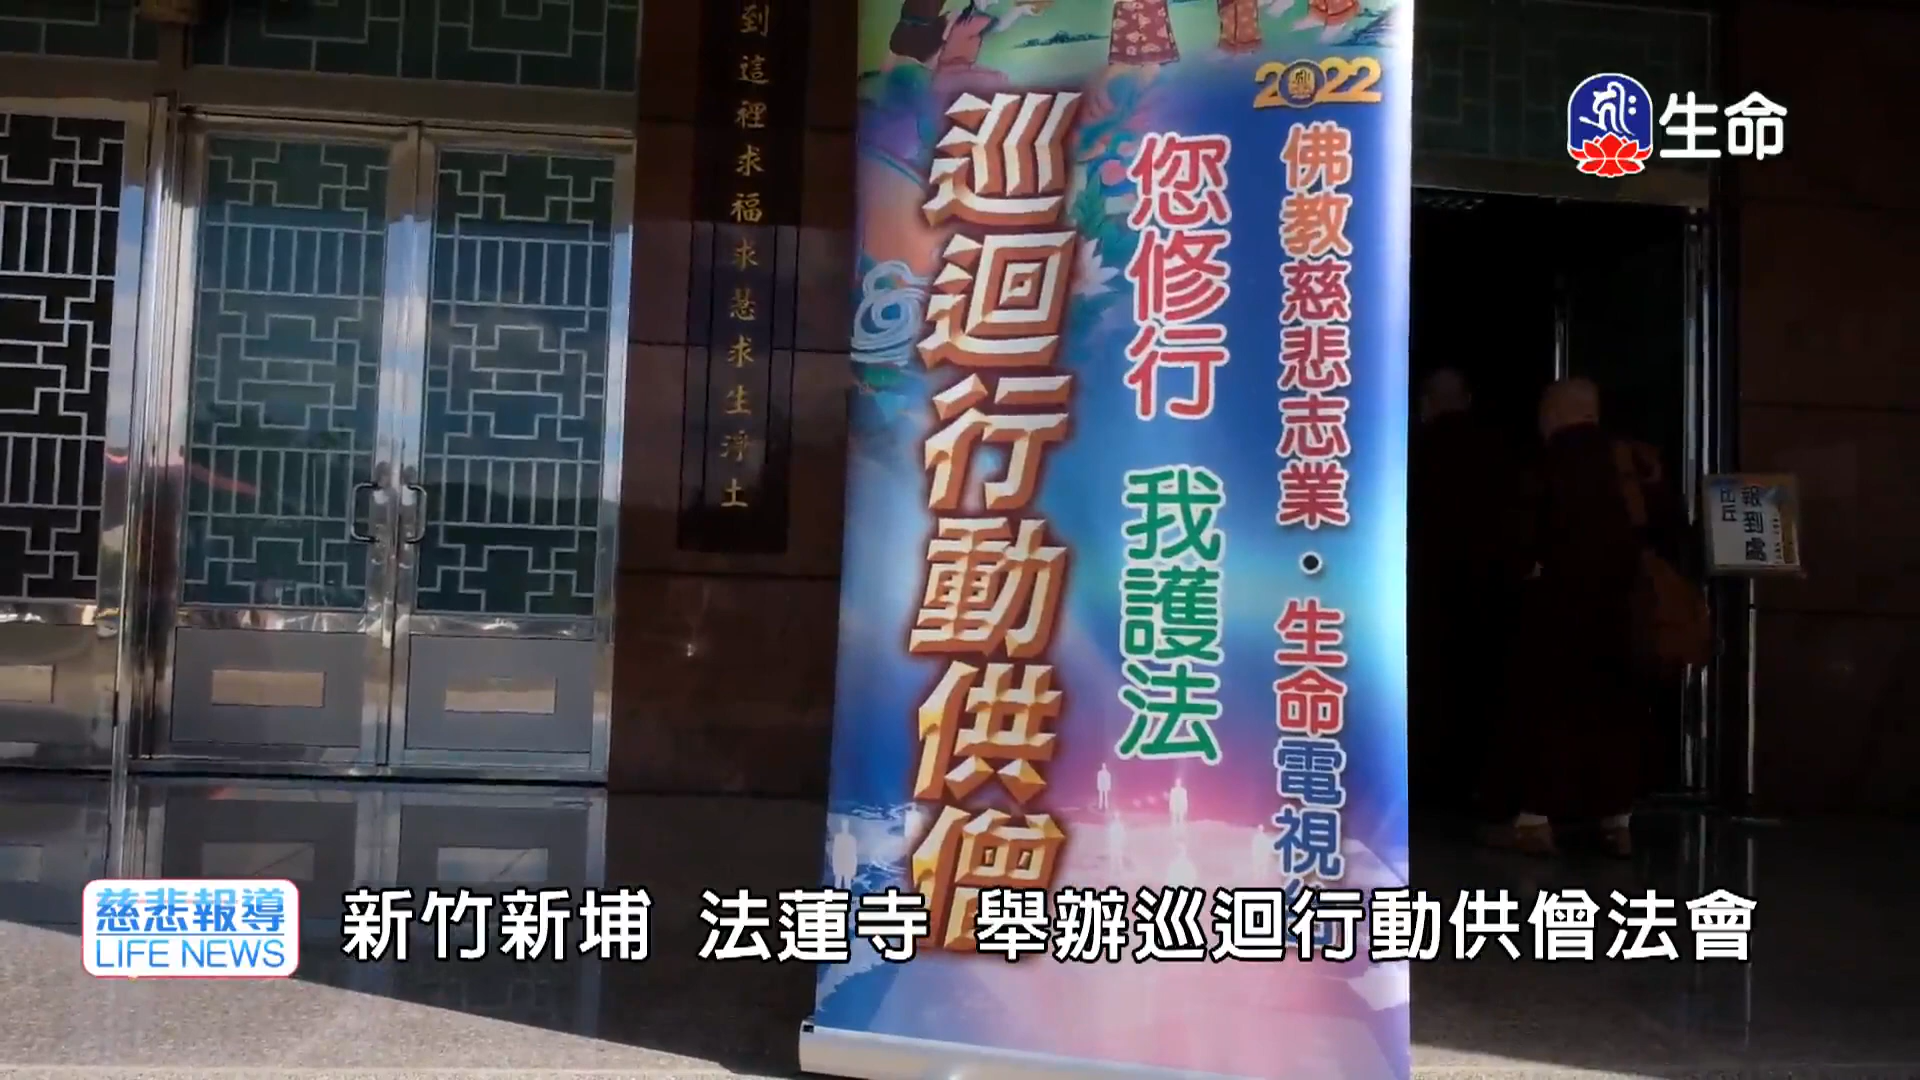 到這裡求福求慧求生淨土
2022
佛教慈悲志業・生命電視
您修行 我護法
巡迴行動供僧
生命
比丘
報到處
慈悲報導
LIFE NEWS
新竹新埔 法蓮寺 舉辦巡迴行動供僧法會